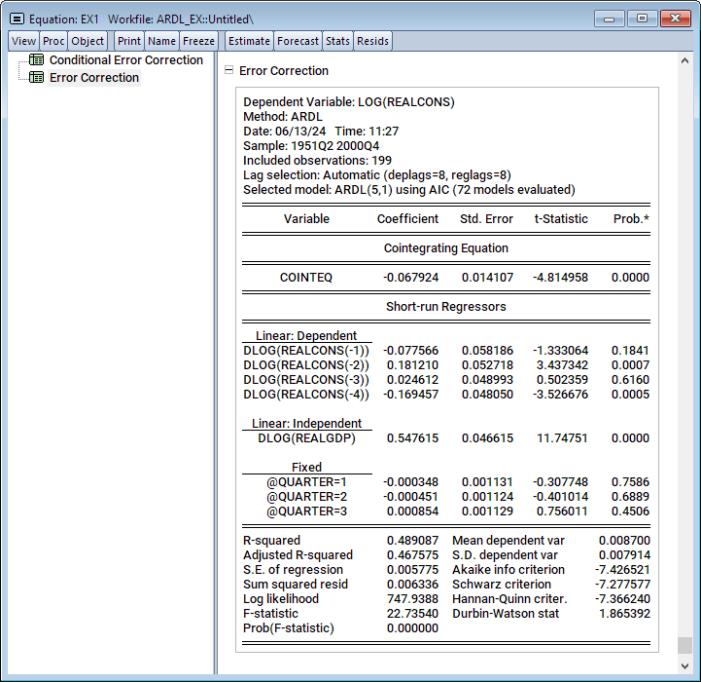 Equation: EX1 Workfile: ARDL_EX::Untitled\
View Proc Object Print Name Freeze Estimate Forecast Stats Resids
Conditional Error Correction
Error Correction
Error Correction
Dependent Variable: LOG(REALCONS)
Method: ARDL
Date: 06/13/24 Time: 11:27
Sample: 1951Q2 2000Q4
Included observations: 199
Lag selection: Automatic (deplags=8, reglags=8)
Selected model: ARDL(5,1) using AIC (72 models evaluated)
Variable Coefficient Std. Error t-Statistic Prob.*
Cointegrating Equation
COINTEQ -0.067924 0.014107 -4.814958 0.0000
Short-run Regressors
Linear: Dependent
DLOG(REALCONS(-1)) -0.077566 0.058186 -1.333064 0.1841
DLOG(REALCONS(-2)) 0.181210 0.052718 3.437342 0.0007
DLOG(REALCONS(-3)) 0.024612 0.048993 0.502359 0.6160
DLOG(REALCONS(-4)) -0.169457 0.048050 -3.526676 0.0005
Linear: Independent
DLOG(REALGDP) 0.547615 0.046615 11.74751 0.0000
Fixed
@QUARTER=1 -0.000348 0.001131 -0.307748 0.7586
@QUARTER=2 -0.000451 0.001124 -0.401014 0.6889
@QUARTER=3 0.000854 0.001129 0.756011 0.4506
R-squared 0.489087 Mean dependent var 0.008700
Adjusted R-squared 0.467575 S.D. dependent var 0.007914
S.E. of regression 0.005775 Akaike info criterion -7.426521
Sum squared resid 0.006336 Schwarz criterion -7.277577
Log likelihood 747.9388 Hannan-Quinn criter. -7.366240
F-statistic 22.73540 Durbin-Watson stat 1.865392
Prob(F-statistic) 0.000000